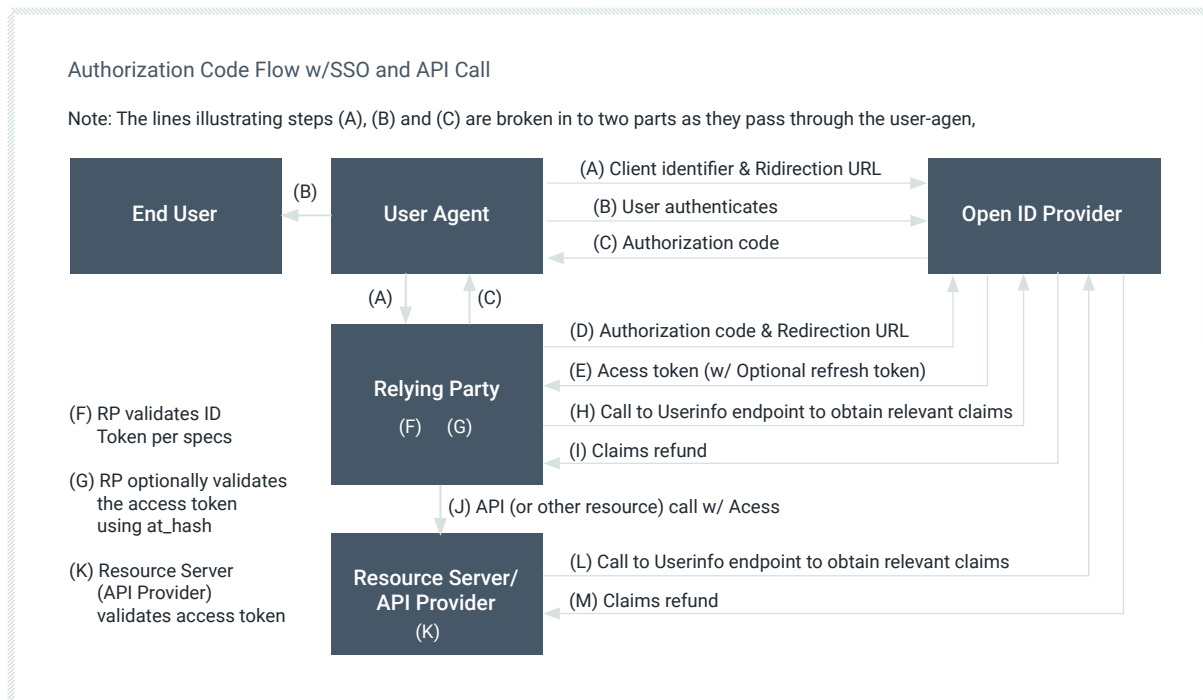 Authorization Code Flow w/SSO and API Call
Note: The lines illustrating steps (A), (B) and (C) are broken in to two parts as they pass through the user-agen,
End User
(B)
User Agent
(A) Client identifier & Ridirection URL
(B) User authenticates
(C) Authorization code
Open ID Provider
(A)
(C)
Relying Party
(F) (G)
(D) Authorization code & Redirection URL
(E) Acess token (w/ Optional refresh token)
(H) Call to Userinfo endpoint to obtain relevant claims
(I) Claims refund
(F) RP validates ID
Token per specs
(G) RP optionally validates
the access token
using at_hash
(K) Resource Server
(API Provider)
validates access token
(J) API (or other resource) call w/ Acess
Resource Server/
API Provider
(K)
(L) Call to Userinfo endpoint to obtain relevant claims
(M) Claims refund